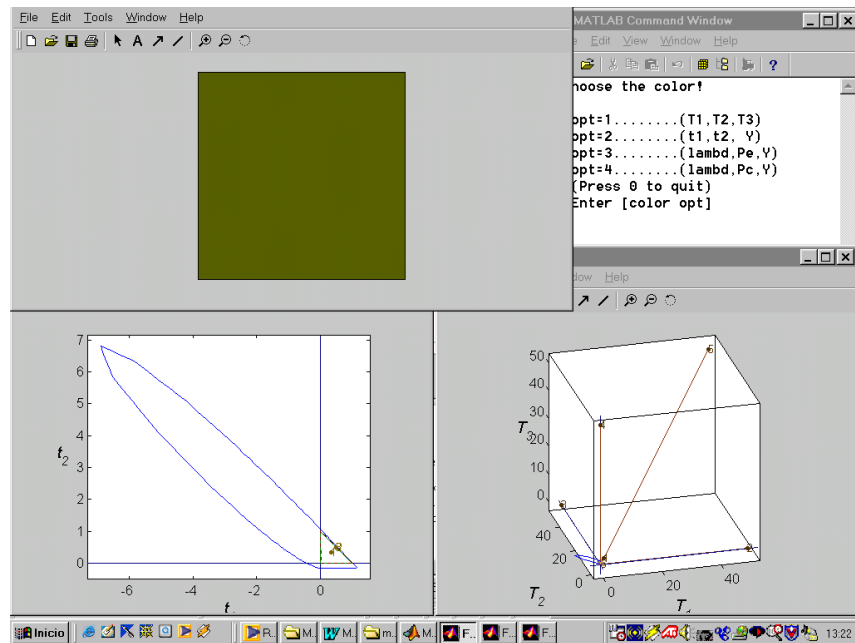 File Edit Tools Window Help
MATLAB Command Window
Edit View Window Help
hoose the color!
opt=1........(T1,T2,T3)
opt=2........(t1,t2, Y)
opt=3........(lambd,Pe,Y)
opt=4........(lambd,Pc,Y)
(Press 0 to quit)
Enter [color opt]
dow Help
7
6
5
4
3
2
1
0
t2
-6 -4 -2 0
50
40
30
20
10
0
T3
40
20
0
T2
0 20 40
Inicio
R.. M.. M.. m.. M.. F... F... F...
13:22